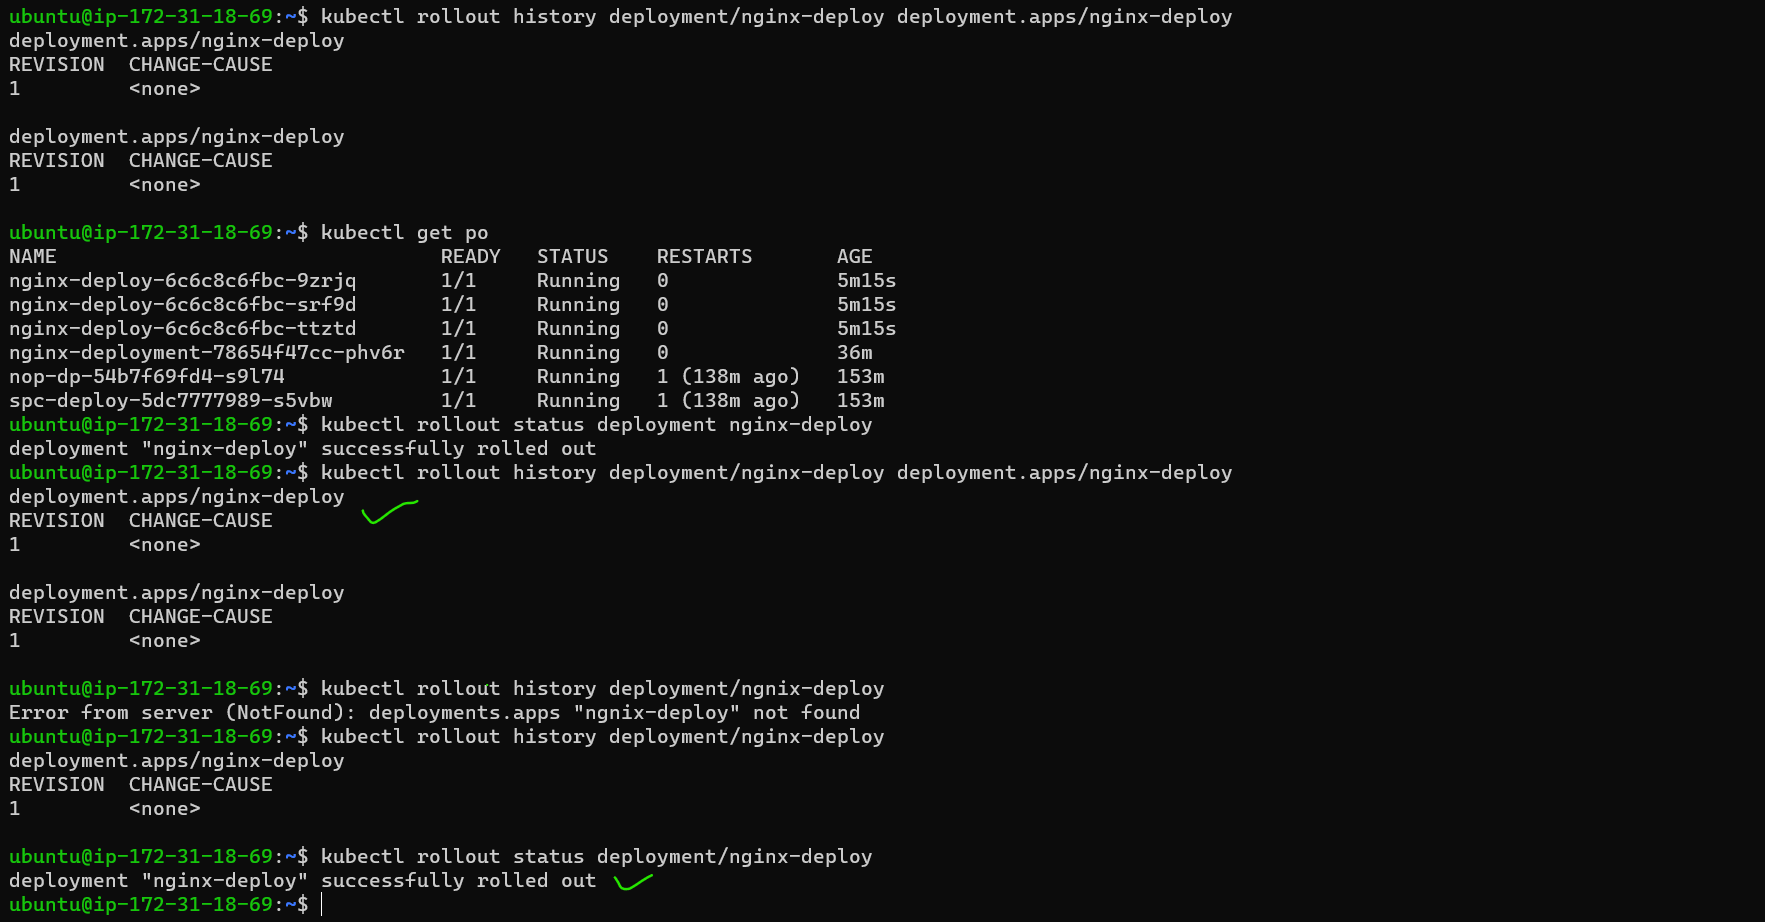 ubuntu@ip-172-31-18-69:~$ kubectl rollout history deployment/nginx-deploy deployment.apps/nginx-deploy
deployment.apps/nginx-deploy
REVISION  CHANGE-CAUSE
1         <none>

deployment.apps/nginx-deploy
REVISION  CHANGE-CAUSE
1         <none>

ubuntu@ip-172-31-18-69:~$ kubectl get po
NAME                                READY   STATUS    RESTARTS       AGE
nginx-deploy-6c6c8c6fbc-9zrjq       1/1     Running   0              5m15s
nginx-deploy-6c6c8c6fbc-srf9d       1/1     Running   0              5m15s
nginx-deploy-6c6c8c6fbc-ttztd       1/1     Running   0              5m15s
nginx-deployment-78654f47cc-phv6r   1/1     Running   0              36m
nop-dp-54b7f69fd4-s9l74             1/1     Running   1 (138m ago)   153m
spc-deploy-5dc7777989-s5vbw         1/1     Running   1 (138m ago)   153m
ubuntu@ip-172-31-18-69:~$ kubectl rollout status deployment nginx-deploy
deployment "nginx-deploy" successfully rolled out
ubuntu@ip-172-31-18-69:~$ kubectl rollout history deployment/nginx-deploy deployment.apps/nginx-deploy
deployment.apps/nginx-deploy
REVISION  CHANGE-CAUSE
1         <none>

deployment.apps/nginx-deploy
REVISION  CHANGE-CAUSE
1         <none>

ubuntu@ip-172-31-18-69:~$ kubectl rollout history deployment/ngnix-deploy
Error from server (NotFound): deployments.apps "ngnix-deploy" not found
ubuntu@ip-172-31-18-69:~$ kubectl rollout history deployment/nginx-deploy
deployment.apps/nginx-deploy
REVISION  CHANGE-CAUSE
1         <none>

ubuntu@ip-172-31-18-69:~$ kubectl rollout status deployment/nginx-deploy
deployment "nginx-deploy" successfully rolled out
ubuntu@ip-172-31-18-69:~$